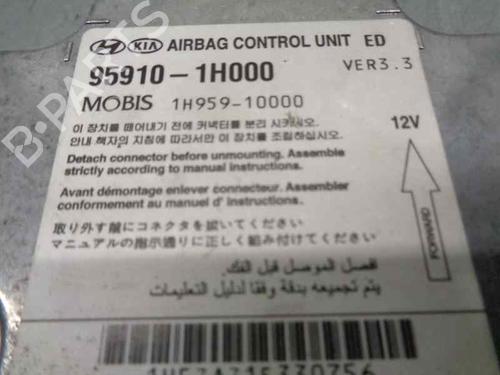 HYUNDAI KIA AIRBAG CONTROL UNIT ED
95910-1H000 VER3.3
MOBIS 1H959-10000
이 장치를 떼어내기 전에 커넥터를 분리 시키세요.
안내 책자의 지침에 따라서만 이 장치를 조립하십시오.
12V
Detach connector before unmounting. Assemble
strictly according to manual instructions.
Avant démontage enlever connecteur. Assembler
conformement au manuel d' instructions.
取り外す前にコネクタを抜いてください
マニュアルの指示通りに正しく組み付けてください
FORWARD
افصل الموصل قبل الفك.
يتم تجميعه بدقة وفقا لدليل التعليمات
B-PARTS